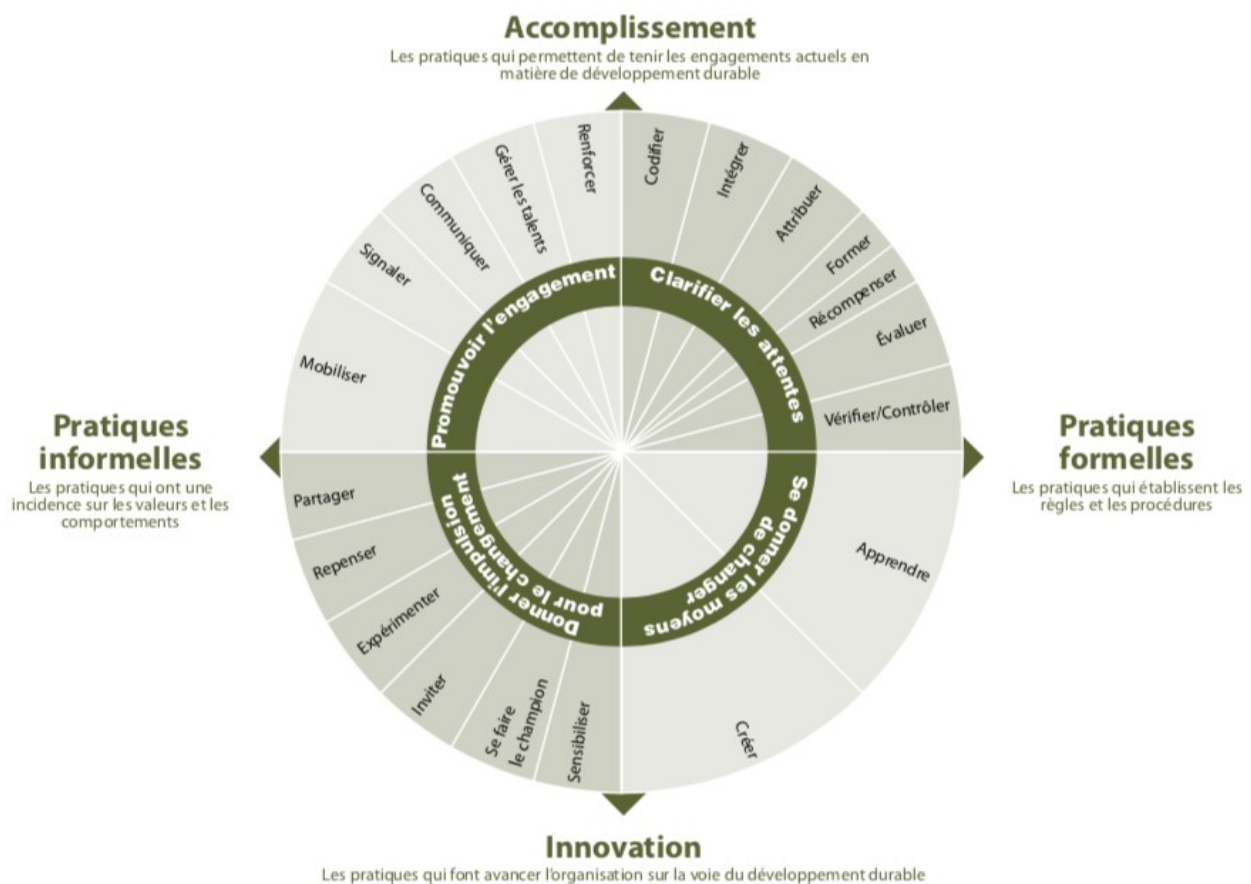 Accomplissement
Les pratiques qui permettent de tenir les engagements actuels en
matière de développement durable
Renforcer
Gérer les talents
Communiquer
Signaler
Mobiliser
Promouvoir l'engagement
Codifier
Intégrer
Attribuer
Former
Récompenser
Évaluer
Vérifier/Contrôler
Clarifier les attentes
Pratiques
informelles
Les pratiques qui ont une
incidence sur les valeurs et les
comportements
Pratiques
formelles
Les pratiques qui établissent les
règles et les procédures
Partager
Repenser
Expérimenter
Inviter
Se faire
le champion
Sensibiliser
Donner l'impulsion
pour le changement
Se donner les moyens
de changer
Apprendre
Créer
Innovation
Les pratiques qui font avancer l'organisation sur la voie du développement durable